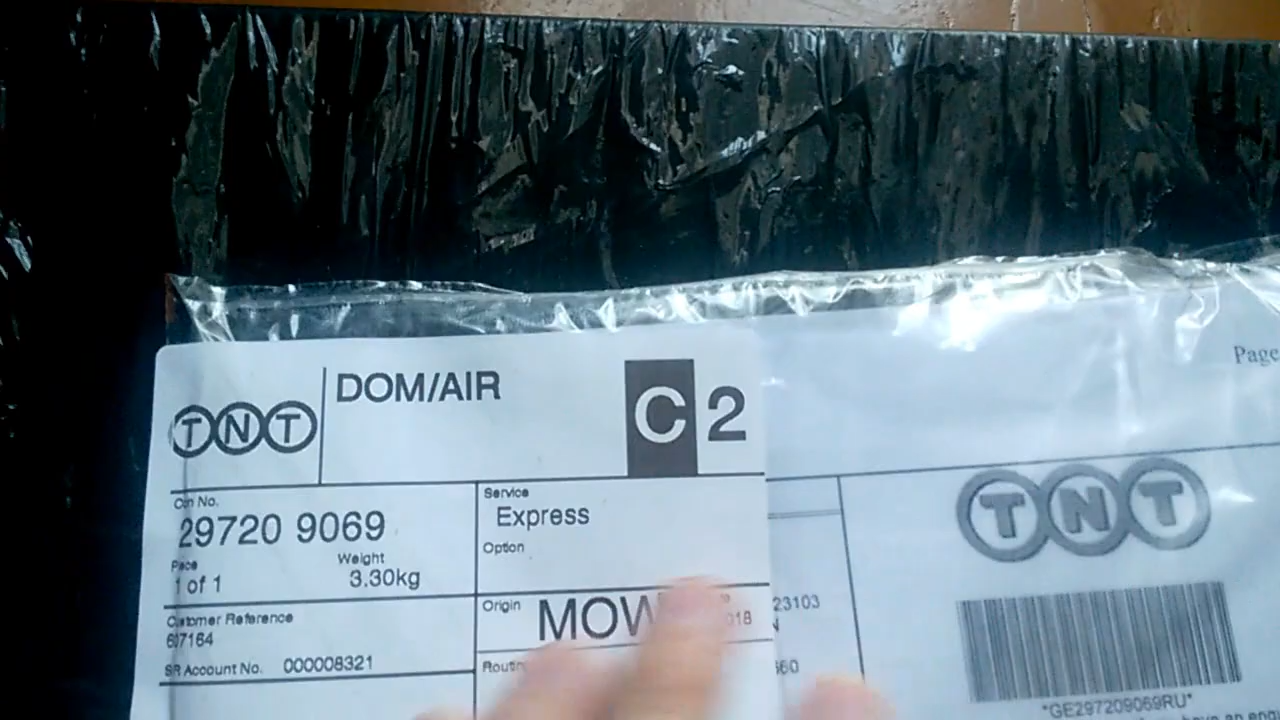 TNT
DOM/AIR
C 2
Con No.
29720 9069
Piece
1 of 1
Weight
3.30kg
Service
Express
Option
Customer Reference
607164
Origin
MOW
018
SR Account No. 000008321
Page
TNT
23103
*GE297209069RU*